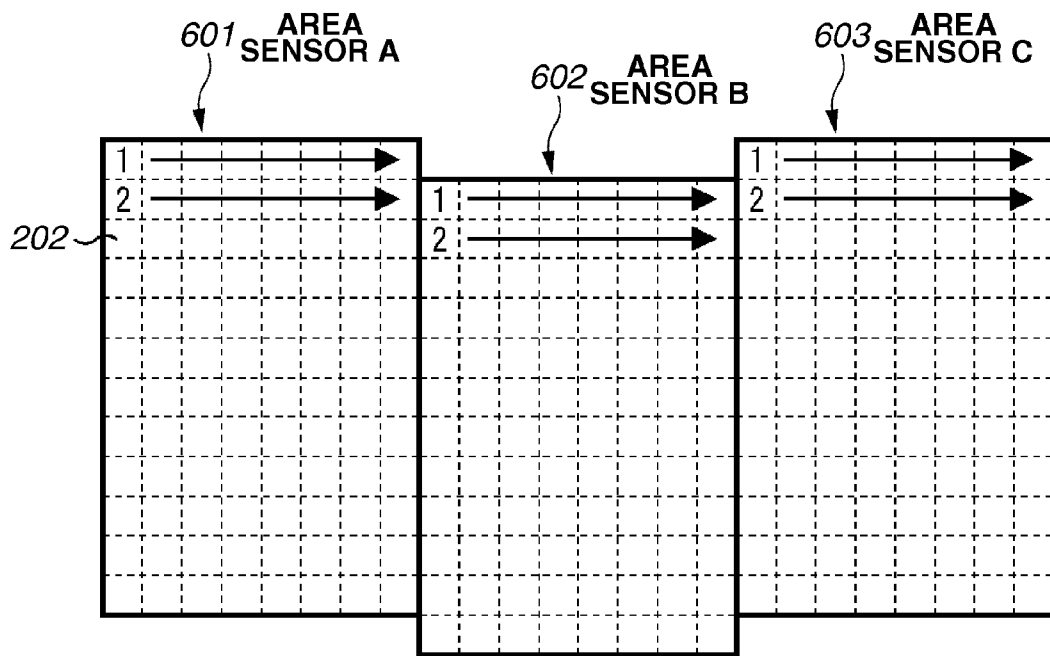 601 AREA
SENSOR A
602 AREA
SENSOR B
603 AREA
SENSOR C
1
2
1
2
1
2
202